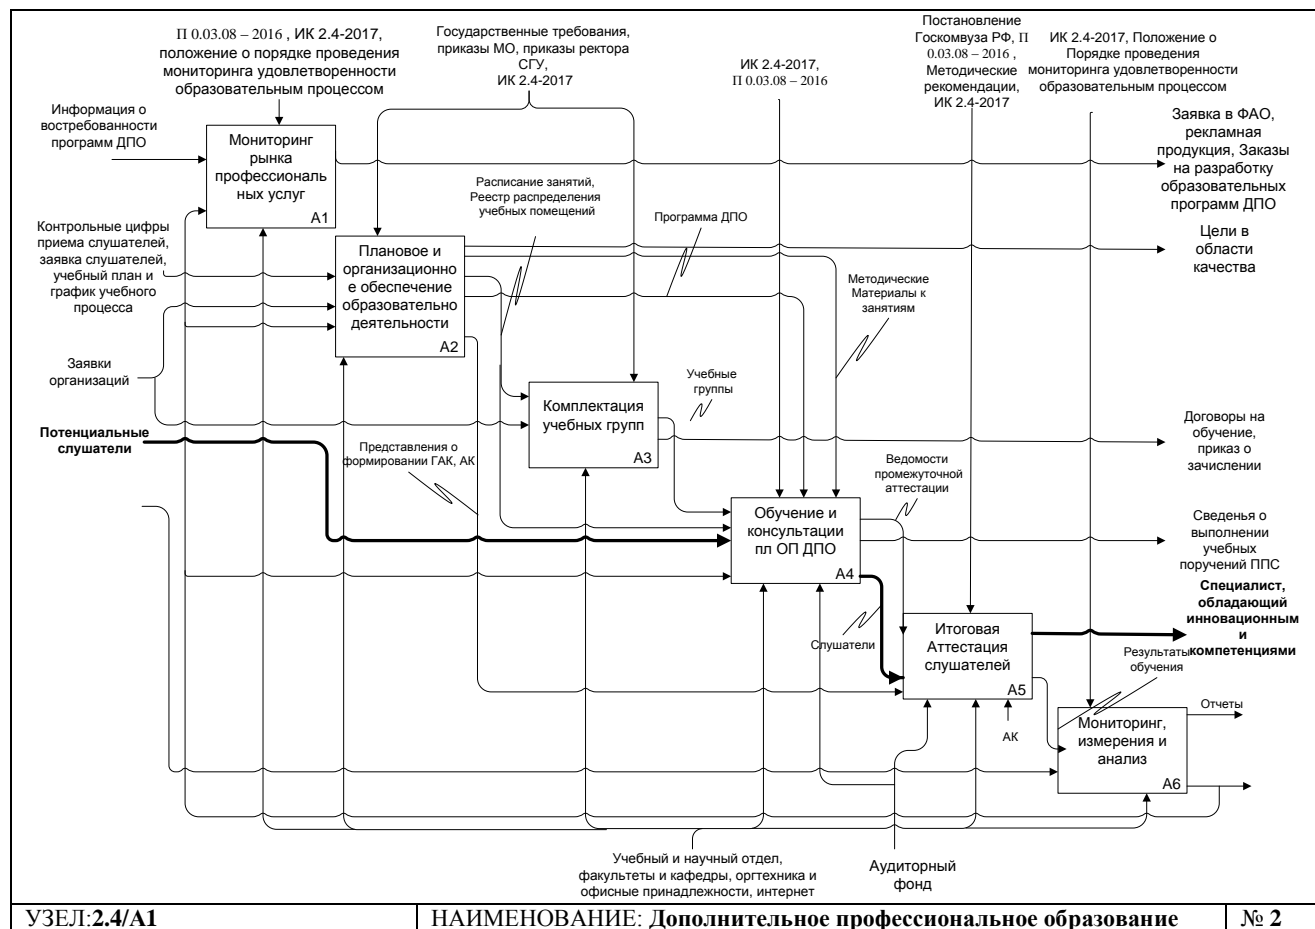 П 0.03.08 – 2016 , ИК 2.4-2017,
положение о порядке проведения
мониторинга удовлетворенности
образовательным процессом
Государственные требования,
приказы МО, приказы ректора
СГУ,
ИК 2.4-2017
ИК 2.4-2017,
П 0.03.08 – 2016
Постановление
Госкомвуза РФ, П
0.03.08 – 2016 ,
Методические
рекомендации,
ИК 2.4-2017
ИК 2.4-2017, Положение о
Порядке проведения
мониторинга удовлетворенности
образовательным процессом
Информация о
востребованности
программ ДПО
Мониторинг
рынка
профессиональ
ных услуг
А1
Заявка в ФАО,
рекламная
продукция, Заказы
на разработку
образовательных
программ ДПО
Расписание занятий,
Реестр распределения
учебных помещений
Программа ДПО
Контрольные цифры
приема слушателей,
заявка слушателей,
учебный план и
график учебного
процесса
Плановое и
организационно
е обеспечение
образовательно
деятельности
А2
Цели в
области
качества
Методические
Материалы к
занятиям
Заявки
организаций
Учебные
группы
Комплектация
учебных групп
А3
Договоры на
обучение,
приказ о
зачислении
Потенциальные
слушатели
Представления о
формировании ГАК, АК
Ведомости
промежуточной
аттестации
Обучение и
консультации
пл ОП ДПО
А4
Сведенья о
выполнении
учебных
поручений ППС
Специалист,
обладающий
инновационным
и
компетенциями
Слушатели
Итоговая
Аттестация
слушателей
А5
Результаты
обучения
АК
Отчеты
Мониторинг,
измерения и
анализ
А6
Учебный и научный отдел,
факультеты и кафедры, оргтехника и
офисные принадлежности, интернет
Аудиторный
фонд
УЗЕЛ:2.4/А1
НАИМЕНОВАНИЕ: Дополнительное профессиональное образование
№ 2